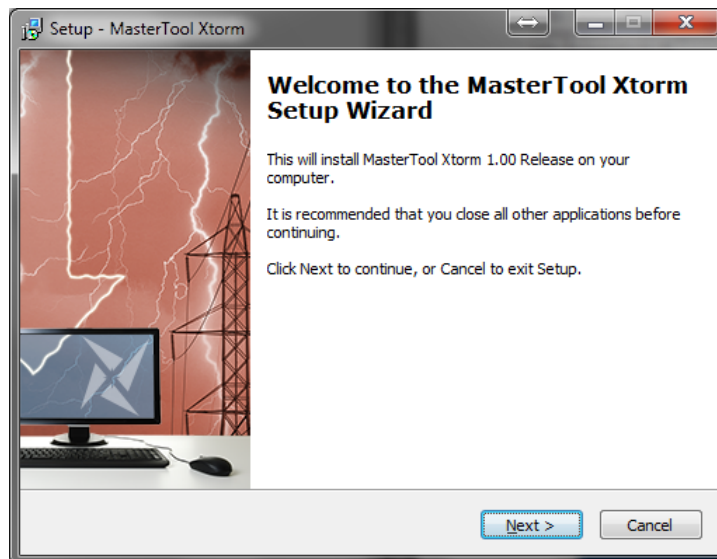 Setup - MasterTool Xtorm
Welcome to the MasterTool Xtorm
Setup Wizard
This will install MasterTool Xtorm 1.00 Release on your
computer.
It is recommended that you close all other applications before
continuing.
Click Next to continue, or Cancel to exit Setup.
Next >
Cancel